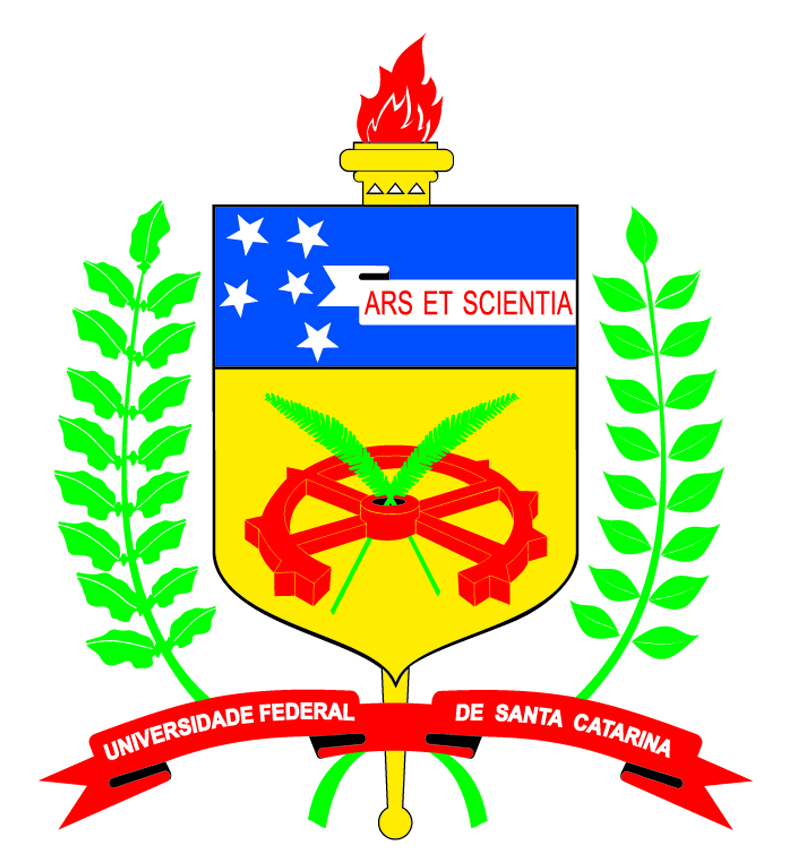 ARS ET SCIENTIA
UNIVERSIDADE FEDERAL DE SANTA CATARINA